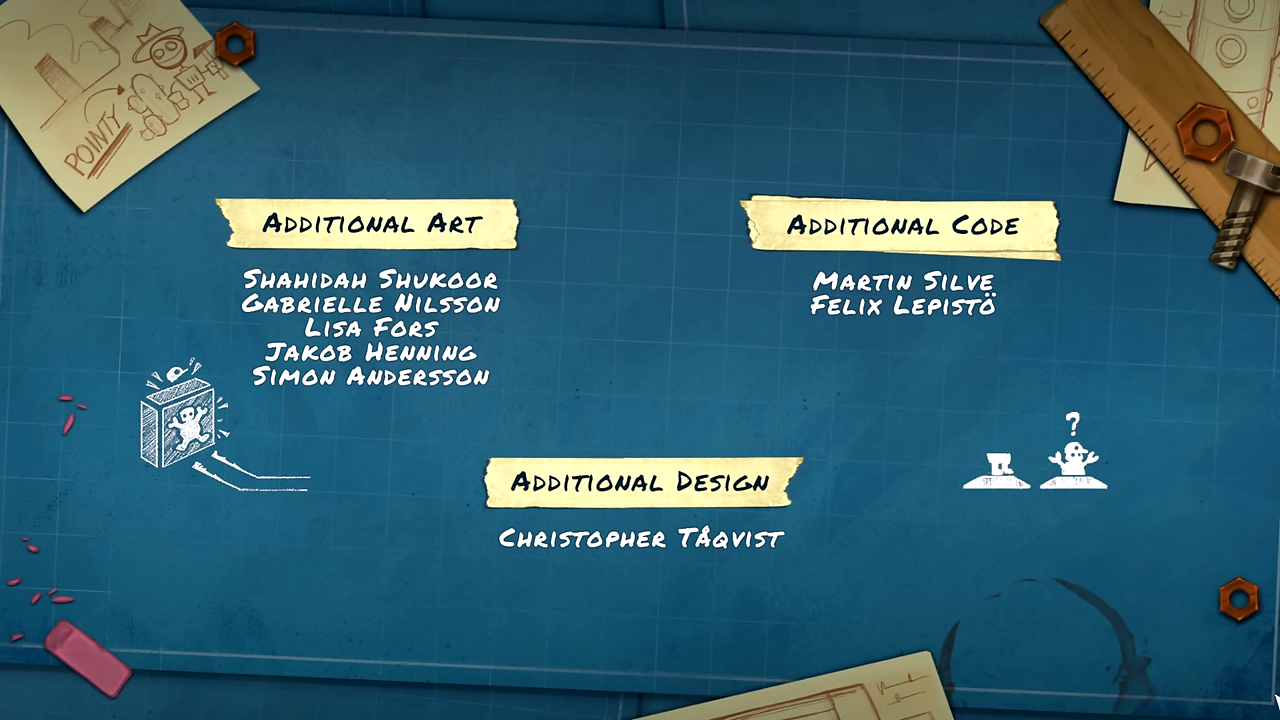 POINTY
ADDITIONAL ART
SHAHIDAH SHUKOOR
GABRIELLE NILSSON
LISA FORS
JAKOB HENNING
SIMON ANDERSSON
ADDITIONAL CODE
MARTIN SILVE
FELIX LEPISTÖ
?
ADDITIONAL DESIGN
CHRISTOPHER TÅQVIST